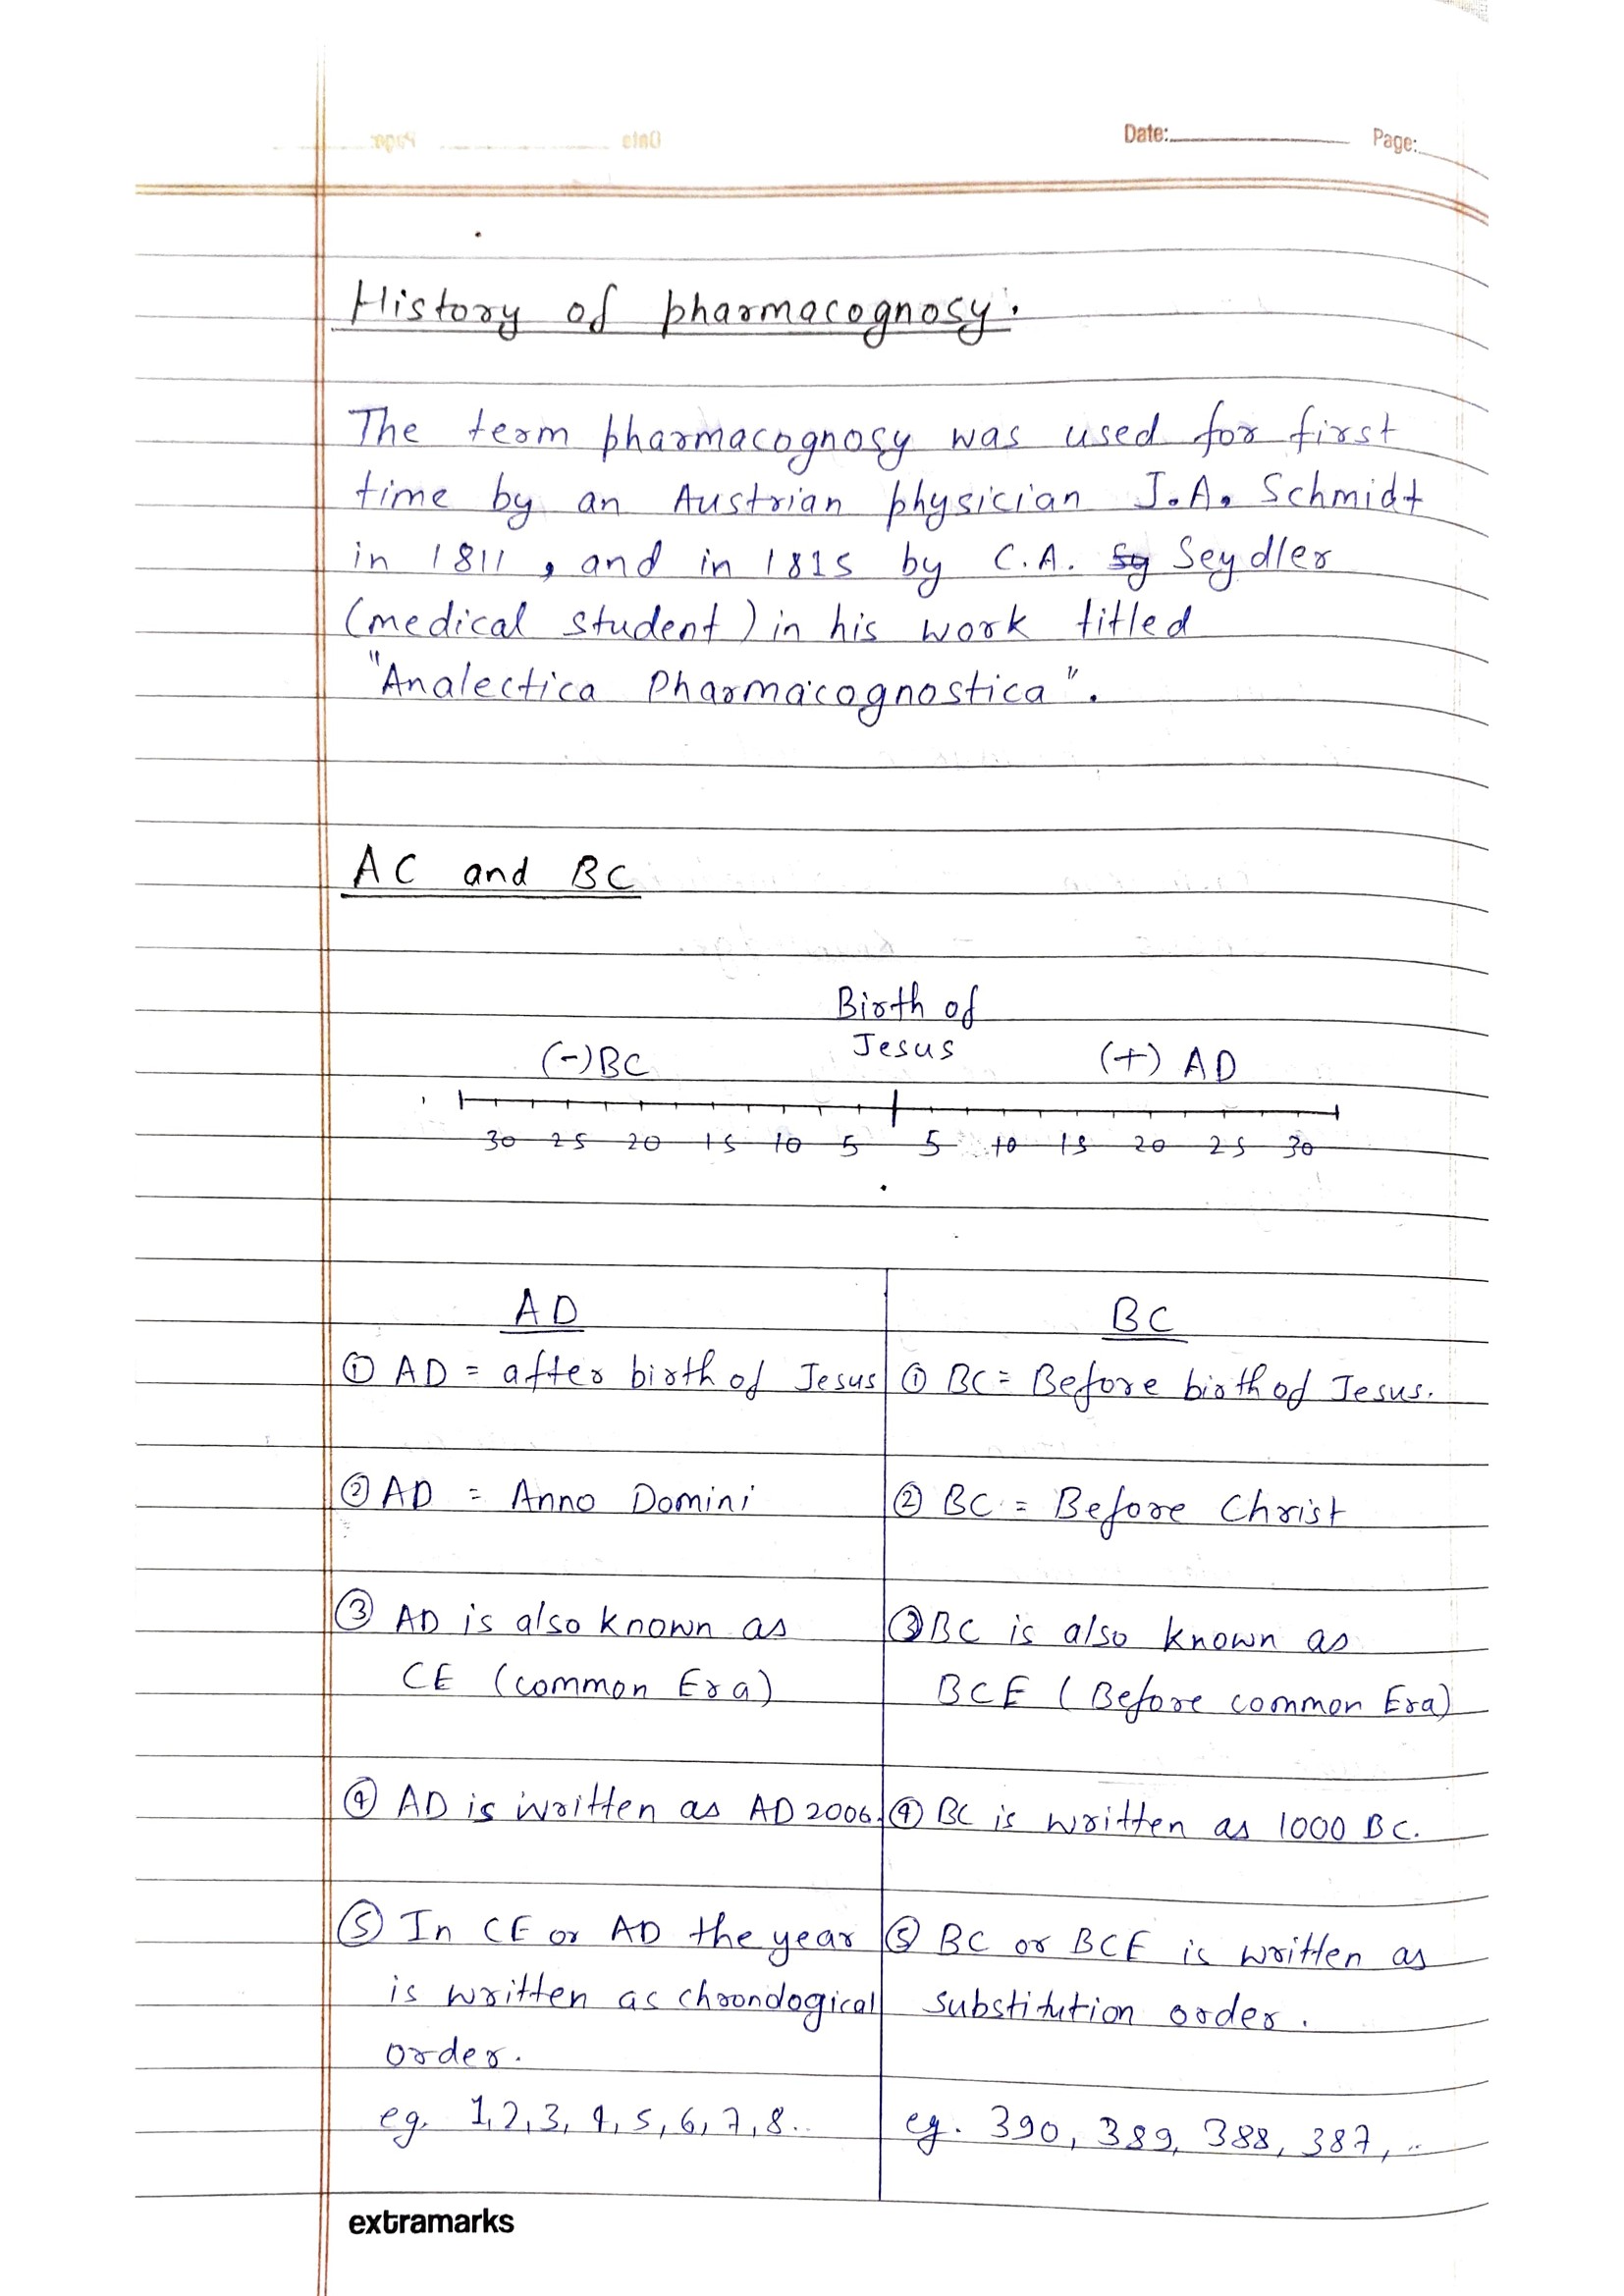 Date: Page:
History of pharmacognosy.
The term pharmacognosy was used for first
time by an Austrian physician J.A. Schmidt
in 1811, and in 1815 by C.A. Sy Seydler
(medical student) in his work titled
"Analectica Pharmacognostica".
AC and BC
Birth of
Jesus
(-)BC (+) AD
30 25 20 15 10 5 5 10 15 20 25 30
AD
① AD = after birth of Jesus
② AD = Anno Domini
③ AD is also known as
CE (common Era)
④ AD is written as AD 2006.
⑤ In CE or AD the year
is written as chrondogical
order.
eg. 1, 2, 3, 4, 5, 6, 7, 8..
BC
① BC = Before birth of Jesus.
② BC = Before Christ
③ BC is also known as
BCE (Before common Era)
④ BC is written as 1000 BC.
⑤ BC or BCE is written as
substitution order.
eg. 390, 389, 388, 387, ..
extramarks